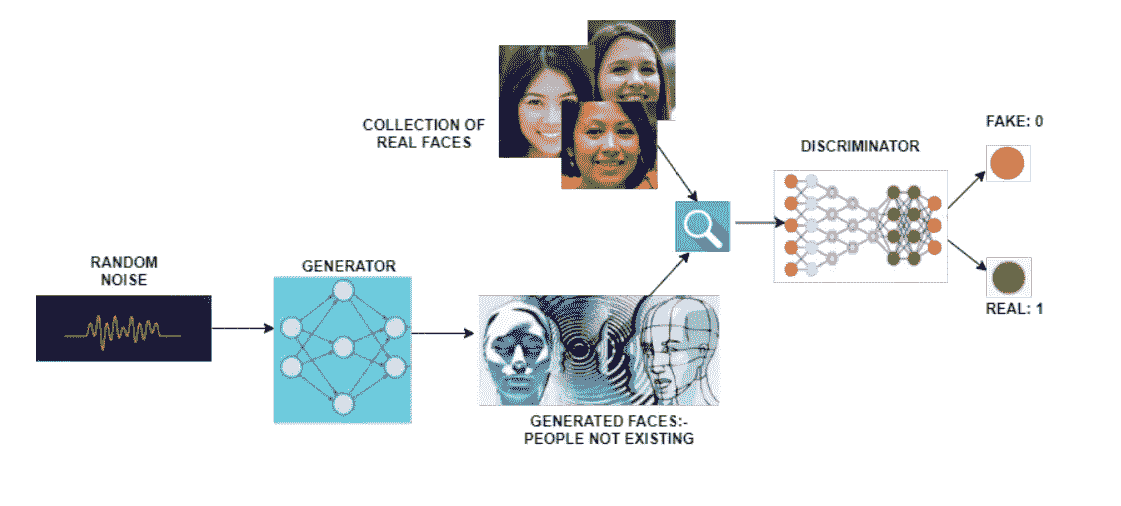 COLLECTION OF
REAL FACES
FAKE: 0
DISCRIMINATOR
RANDOM
NOISE
GENERATOR
REAL: 1
GENERATED FACES:-
PEOPLE NOT EXISTING